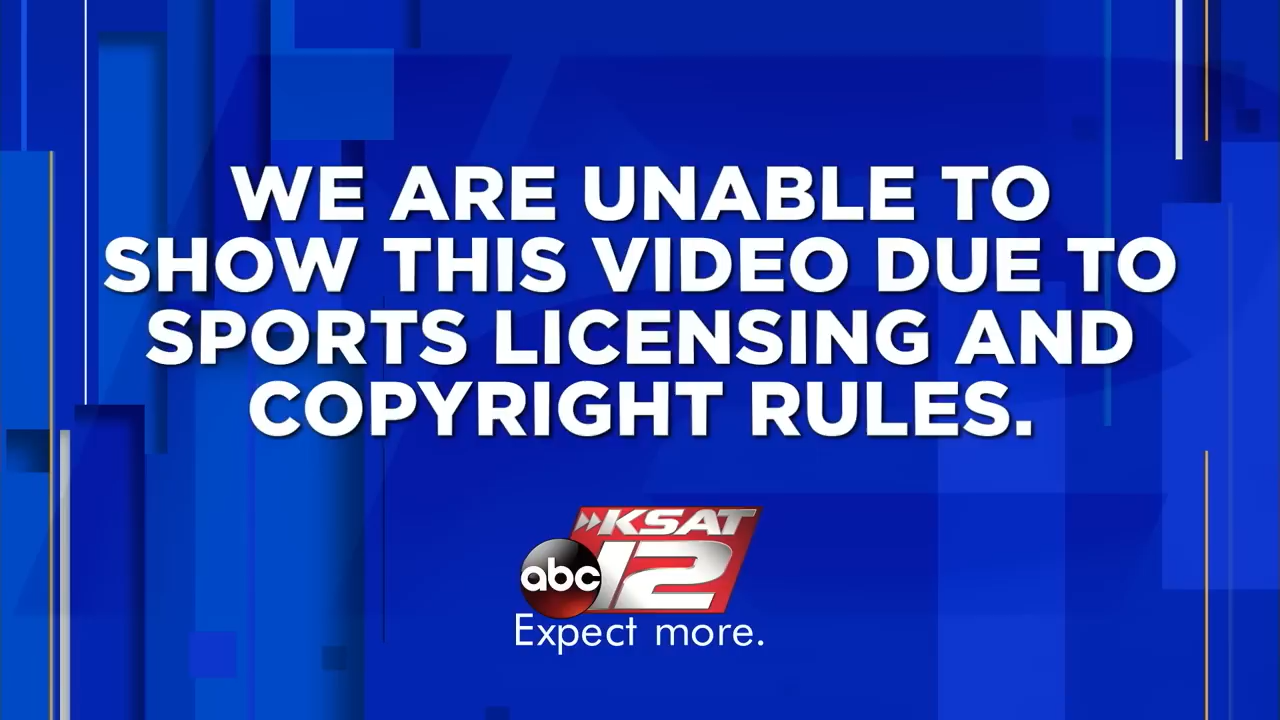 WE ARE UNABLE TO
SHOW THIS VIDEO DUE TO
SPORTS LICENSING AND
COPYRIGHT RULES.
KSAT
abc 12
Expect more.